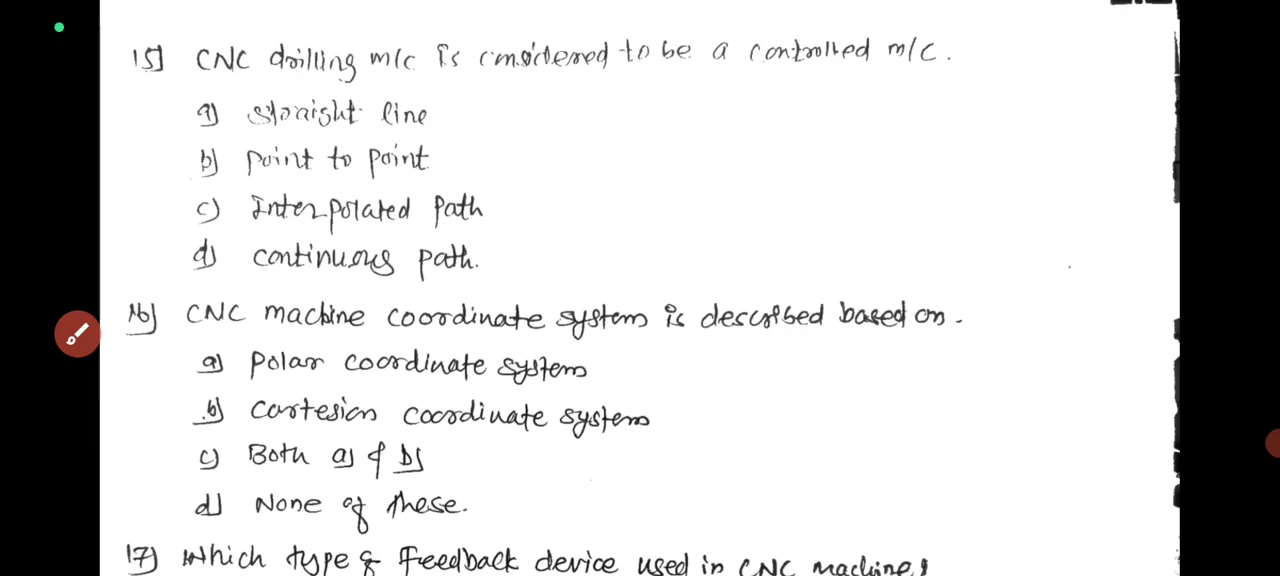 15] CNC drilling m/c is considered to be a controlled m/c.
a) straight line
b) point to point
c) Interpolated path
d) continuous path.
16) CNC machine coordinate system is described based on.
a) polar coordinate system
b) cartesian coordinate system
c) Both a) & b)
d) None of these.
17) Which type of feedback device used in CNC machine?